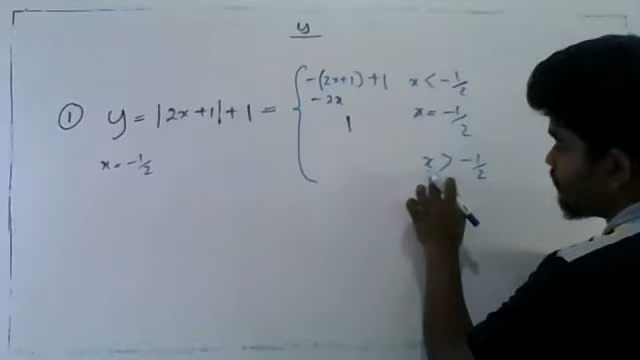 y
① y = |2x+1| + 1 = { -(2x+1) + 1 x < -1/2
-2x
1 x = -1/2
x = -1/2
x > -1/2